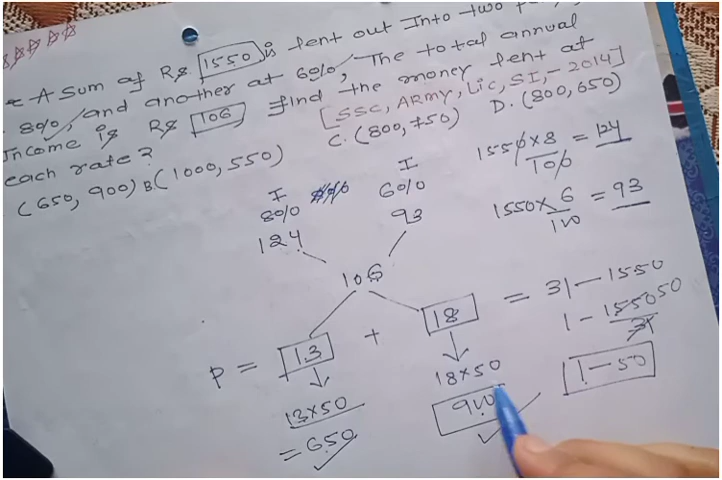 A Sum of Rs. 1550 is lent out Into two
8%, and another at 6%, The total annual
Income is Rs 106 find the money lent at
each rate? [SSC, ARMY, Lic, SI, - 2014]
(650, 900) B(1000, 550) C. (800, 750) D. (800, 650)
I I
8% 6%
124 93
106
1550×8/100 = 124
1550×6/100 = 93
P = 13 + 18 = 31 — 1550
1 - 1550 50/31
13×50 18×50 1 — 50
= 650 900